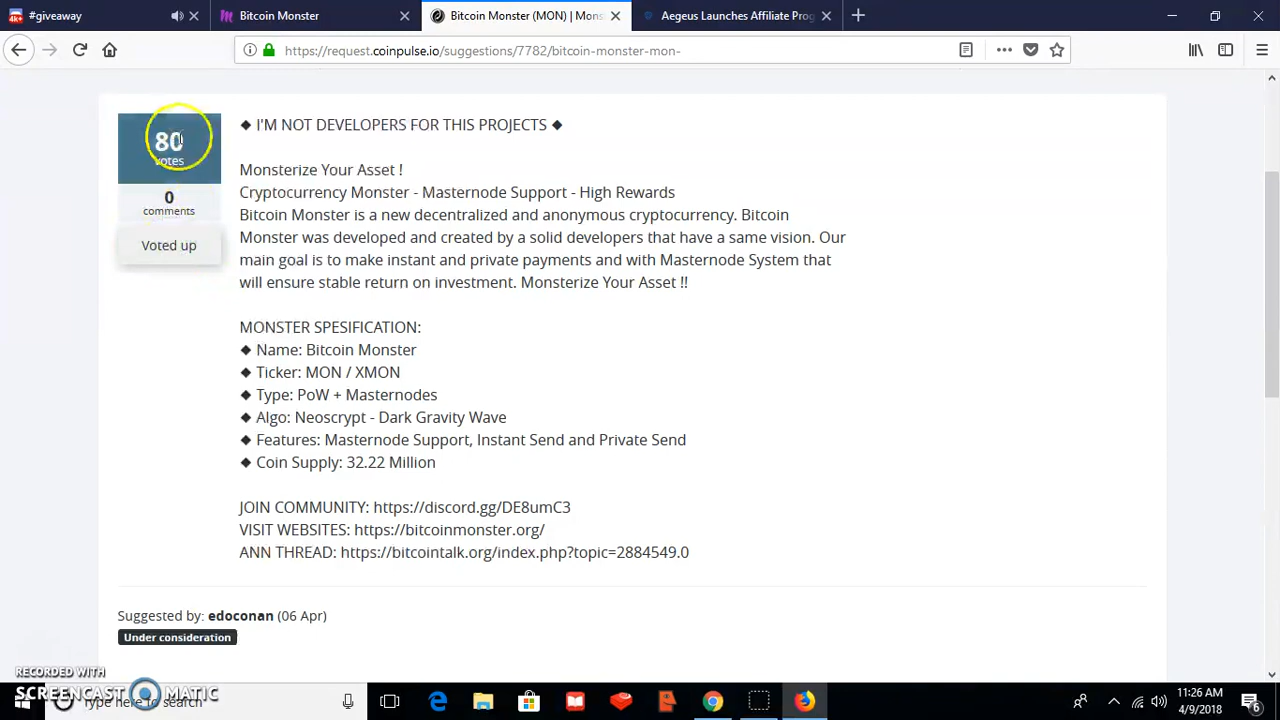 #giveaway
Bitcoin Monster
Bitcoin Monster (MON) | Mons
Aegeus Launches Affiliate Prog
https://request.coinpulse.io/suggestions/7782/bitcoin-monster-mon-
80
votes
0
comments
Voted up
◆ I'M NOT DEVELOPERS FOR THIS PROJECTS ◆
Monsterize Your Asset !
Cryptocurrency Monster - Masternode Support - High Rewards
Bitcoin Monster is a new decentralized and anonymous cryptocurrency. Bitcoin
Monster was developed and created by a solid developers that have a same vision. Our
main goal is to make instant and private payments and with Masternode System that
will ensure stable return on investment. Monsterize Your Asset !!
MONSTER SPESIFICATION:
◆ Name: Bitcoin Monster
◆ Ticker: MON / XMON
◆ Type: PoW + Masternodes
◆ Algo: Neoscrypt - Dark Gravity Wave
◆ Features: Masternode Support, Instant Send and Private Send
◆ Coin Supply: 32.22 Million
JOIN COMMUNITY: https://discord.gg/DE8umC3
VISIT WEBSITES: https://bitcoinmonster.org/
ANN THREAD: https://bitcointalk.org/index.php?topic=2884549.0
Suggested by: edoconan (06 Apr)
Under consideration
RECORDED WITH
SCREENCAST MATIC
Type here to search
11:26 AM
4/9/2018
6